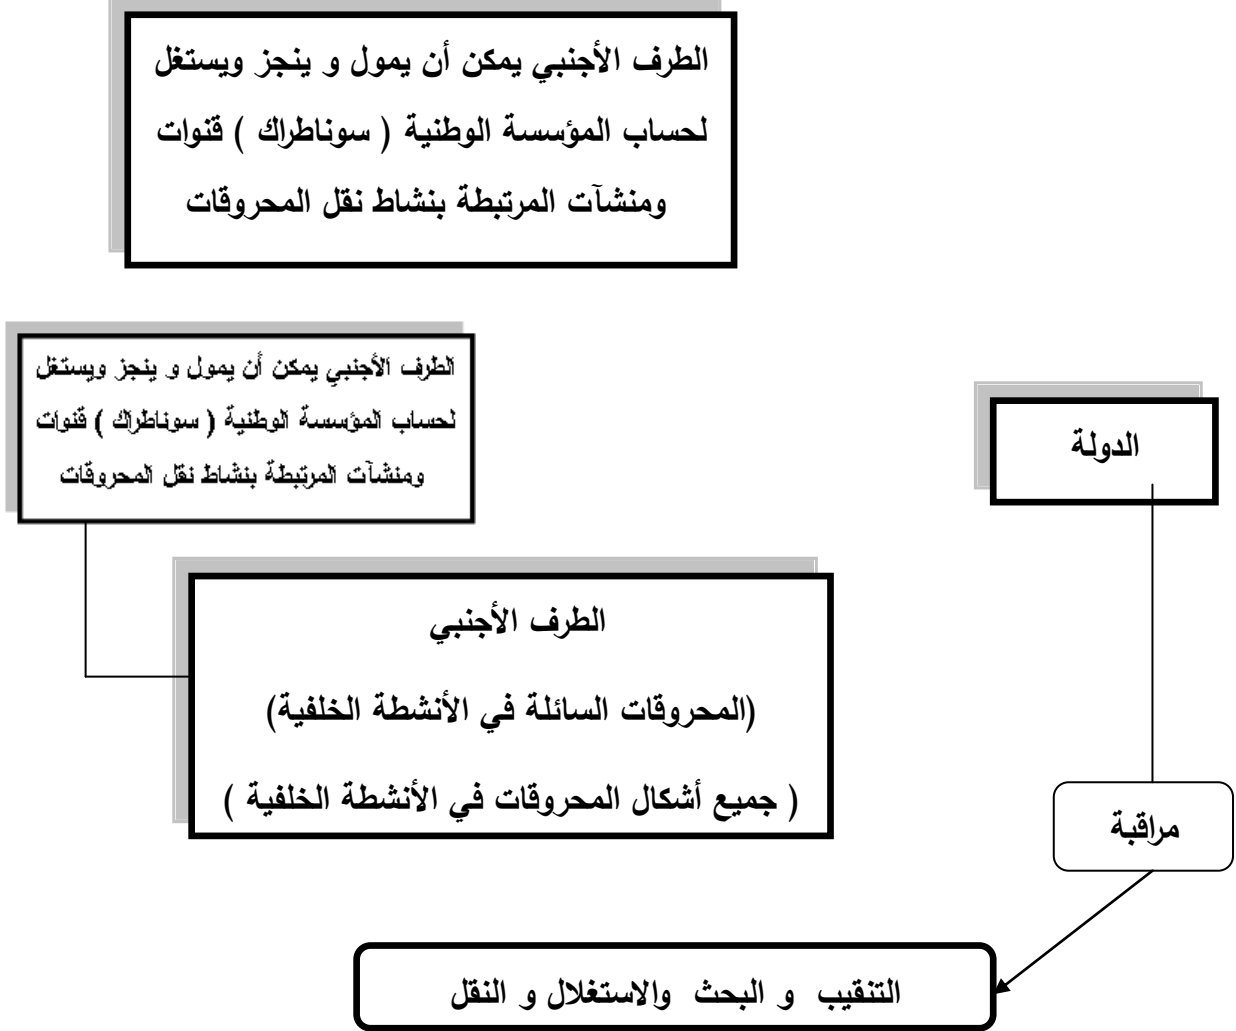 الطرف الأجنبي يمكن أن يمول و ينجز ويستغل
لحساب المؤسسة الوطنية ( سوناطراك ) قنوات
ومنشآت المرتبطة بنشاط نقل المحروقات
الطرف الأجنبي يمكن أن يمول و ينجز ويستغل
لحساب المؤسسة الوطنية ( سوناطراك ) قنوات
ومنشآت المرتبطة بنشاط نقل المحروقات
الدولة
الطرف الأجنبي
(المحروقات السائلة في الأنشطة الخلفية)
( جميع أشكال المحروقات في الأنشطة الخلفية )
مراقبة
التنقيب و البحث والاستغلال و النقل